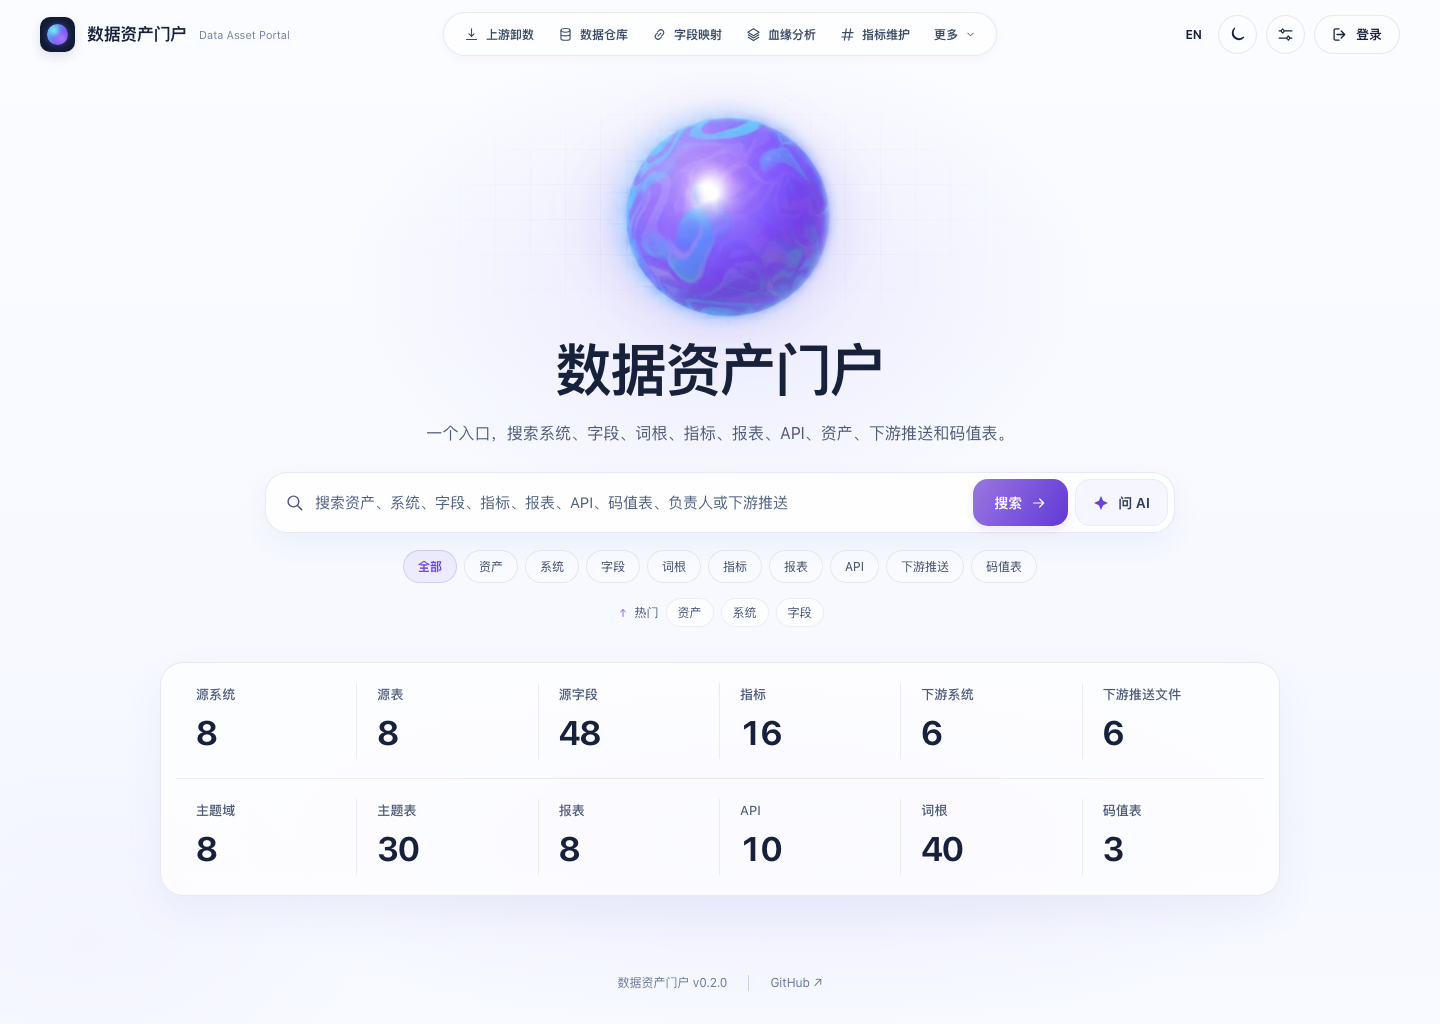 数据资产门户 Data Asset Portal 上游卸数 数据仓库 字段映射 血缘分析 指标维护 更多 EN 登录
数据资产门户
一个入口，搜索系统、字段、词根、指标、报表、API、资产、下游推送和码值表。
搜索资产、系统、字段、指标、报表、API、码值表、负责人或下游推送 搜索 → 问 AI
全部 资产 系统 字段 词根 指标 报表 API 下游推送 码值表
↑ 热门 资产 系统 字段
源系统 源表 源字段 指标 下游系统 下游推送文件
8 8 48 16 6 6
主题域 主题表 报表 API 词根 码值表
8 30 8 10 40 3
数据资产门户 v0.2.0 GitHub ↗